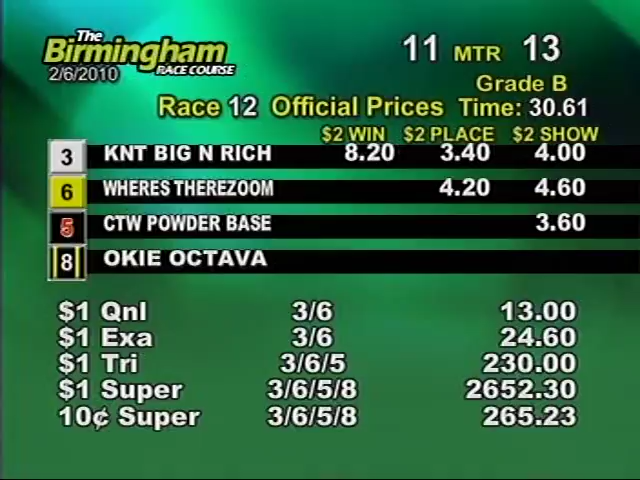 The
Birmingham
RACE COURSE
2/6/2010
11 MTR 13
Grade B
Race 12 Official Prices Time: 30.61
$2 WIN $2 PLACE $2 SHOW
3 KNT BIG N RICH 8.20 3.40 4.00
6 WHERES THEREZOOM 4.20 4.60
5 CTW POWDER BASE 3.60
8 OKIE OCTAVA
$1 Qnl 3/6 13.00
$1 Exa 3/6 24.60
$1 Tri 3/6/5 230.00
$1 Super 3/6/5/8 2652.30
10¢ Super 3/6/5/8 265.23